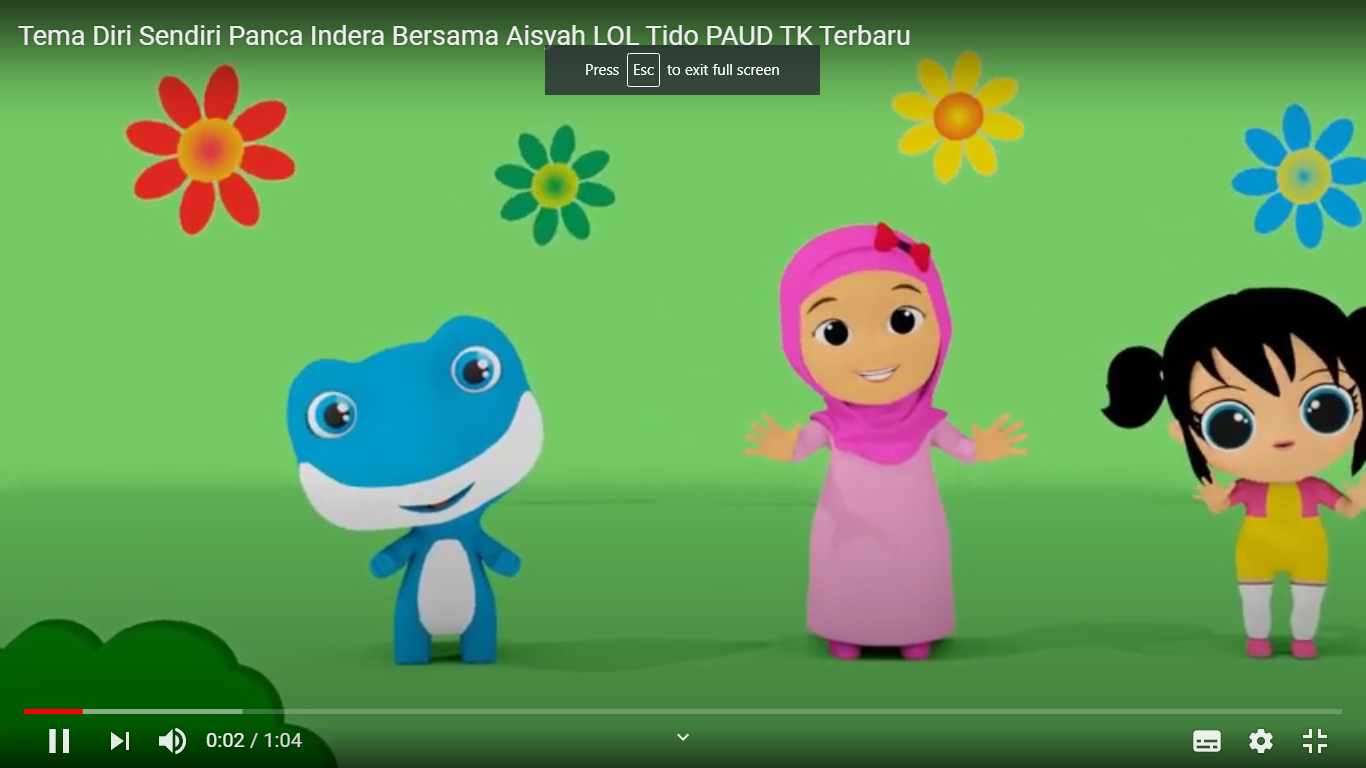 Tema Diri Sendiri Panca Indera Bersama Aisyah LOL Tido PAUD TK Terbaru
Press Esc to exit full screen
0:02 / 1:04